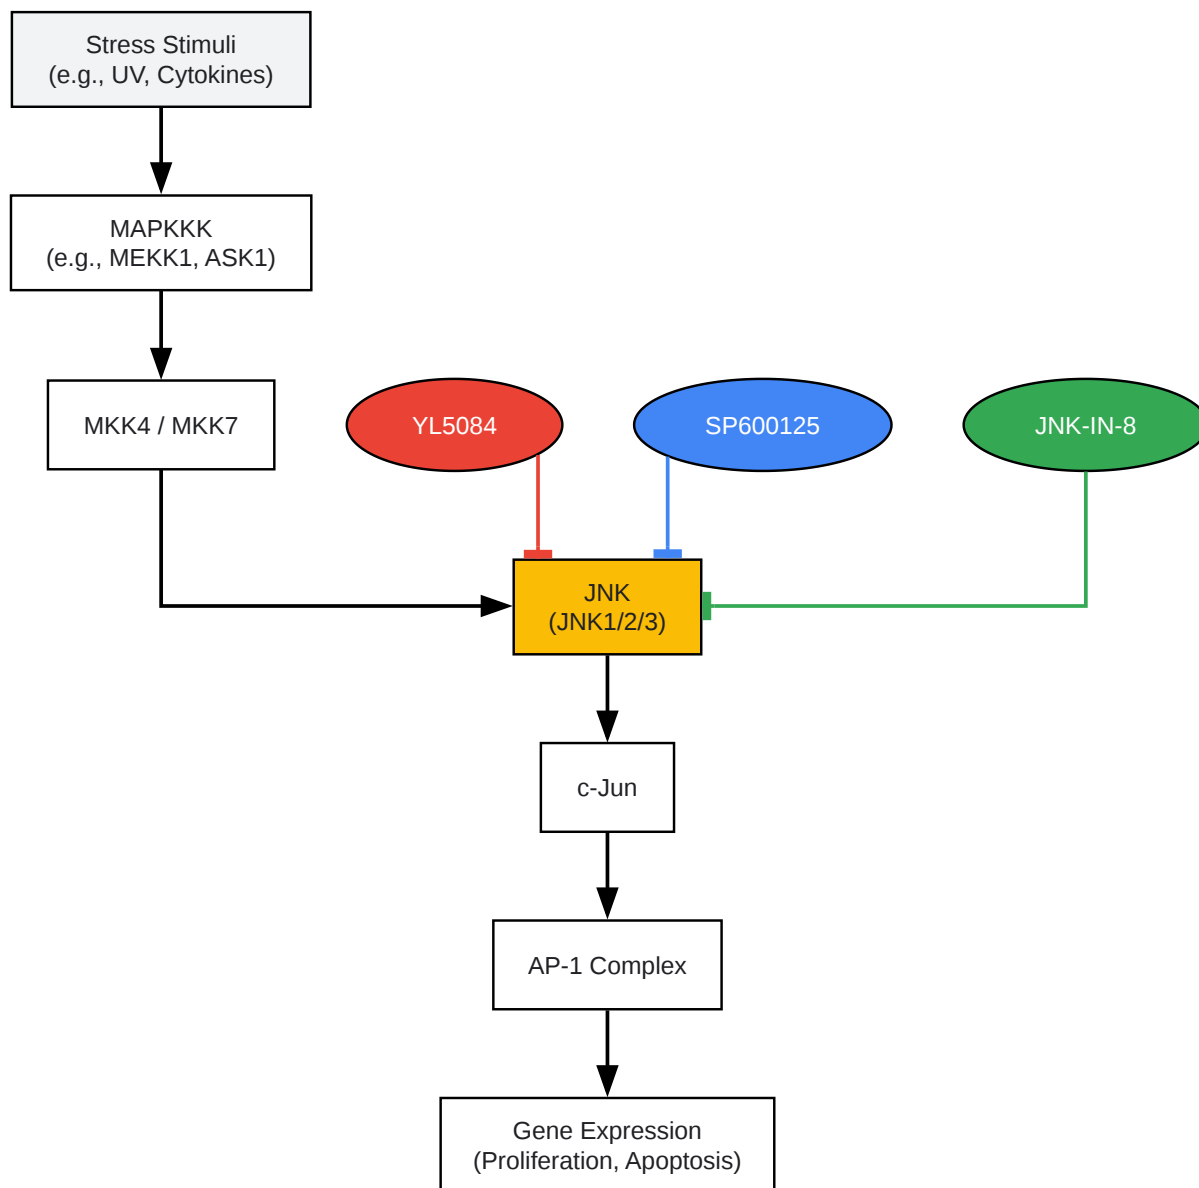 Stress Stimuli
(e.g., UV, Cytokines)
MAPKKK
(e.g., MEKK1, ASK1)
MKK4 / MKK7
YL5084
SP600125
JNK-IN-8
JNK
(JNK1/2/3)
c-Jun
AP-1 Complex
Gene Expression
(Proliferation, Apoptosis)